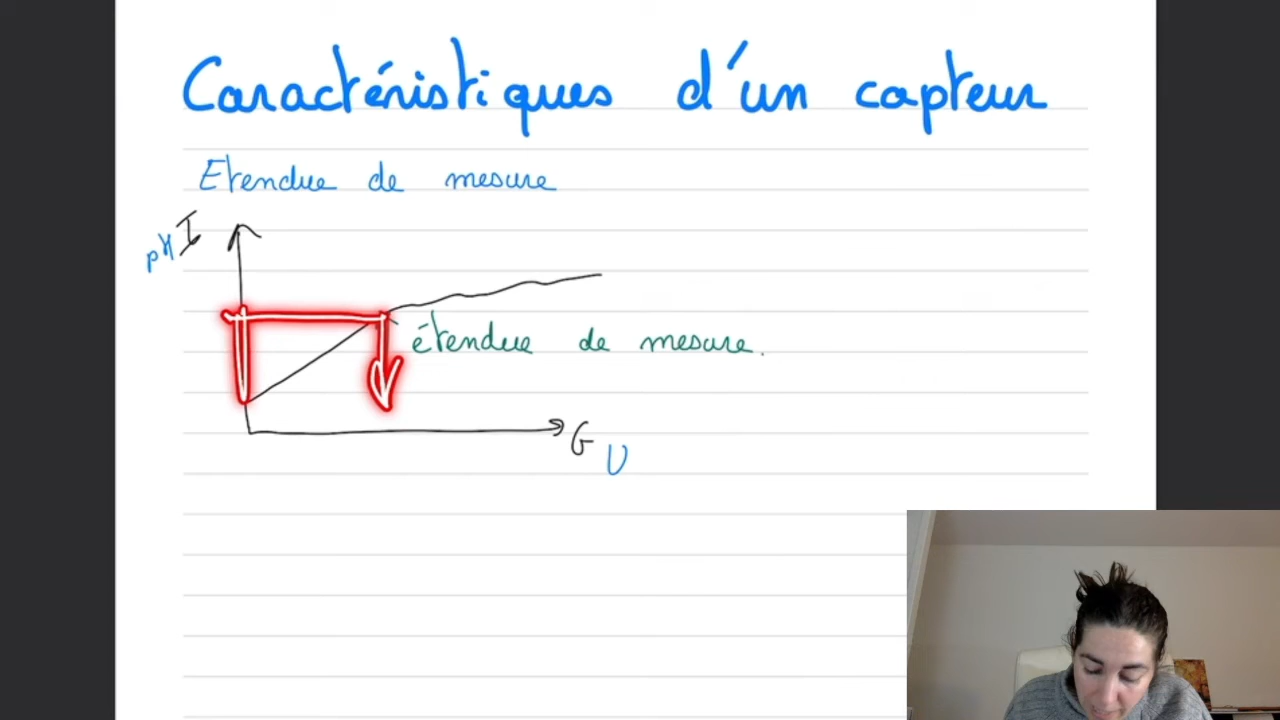 Caractéristiques d'un capteur
Etendue de mesure
pH I
étendue de mesure.
G
U